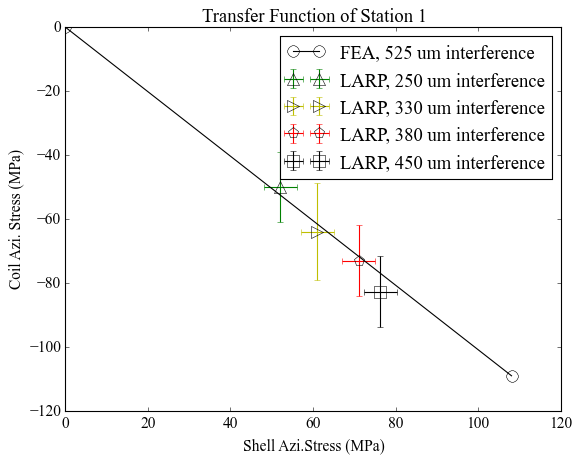 Transfer Function of Station 1
FEA, 525 um interference
LARP, 250 um interference
LARP, 330 um interference
LARP, 380 um interference
LARP, 450 um interference
Coil Azi. Stress (MPa)
0
−20
−40
−60
−80
−100
−120
0 20 40 60 80 100 120
Shell Azi.Stress (MPa)